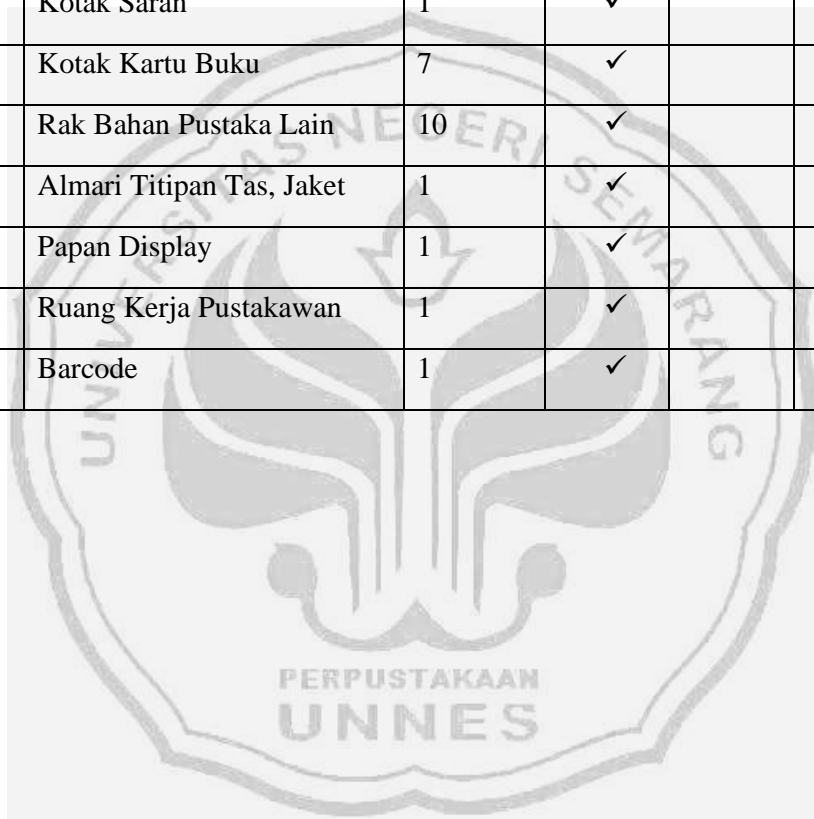 Kotak Saran 1 ✓
Kotak Kartu Buku 7 ✓
Rak Bahan Pustaka Lain 10 ✓
Almari Titipan Tas, Jaket 1 ✓
Papan Display 1 ✓
Ruang Kerja Pustakawan 1 ✓
Barcode 1 ✓
UNIVERSITAS NEGERI SEMARANG
PERPUSTAKAAN
UNNES